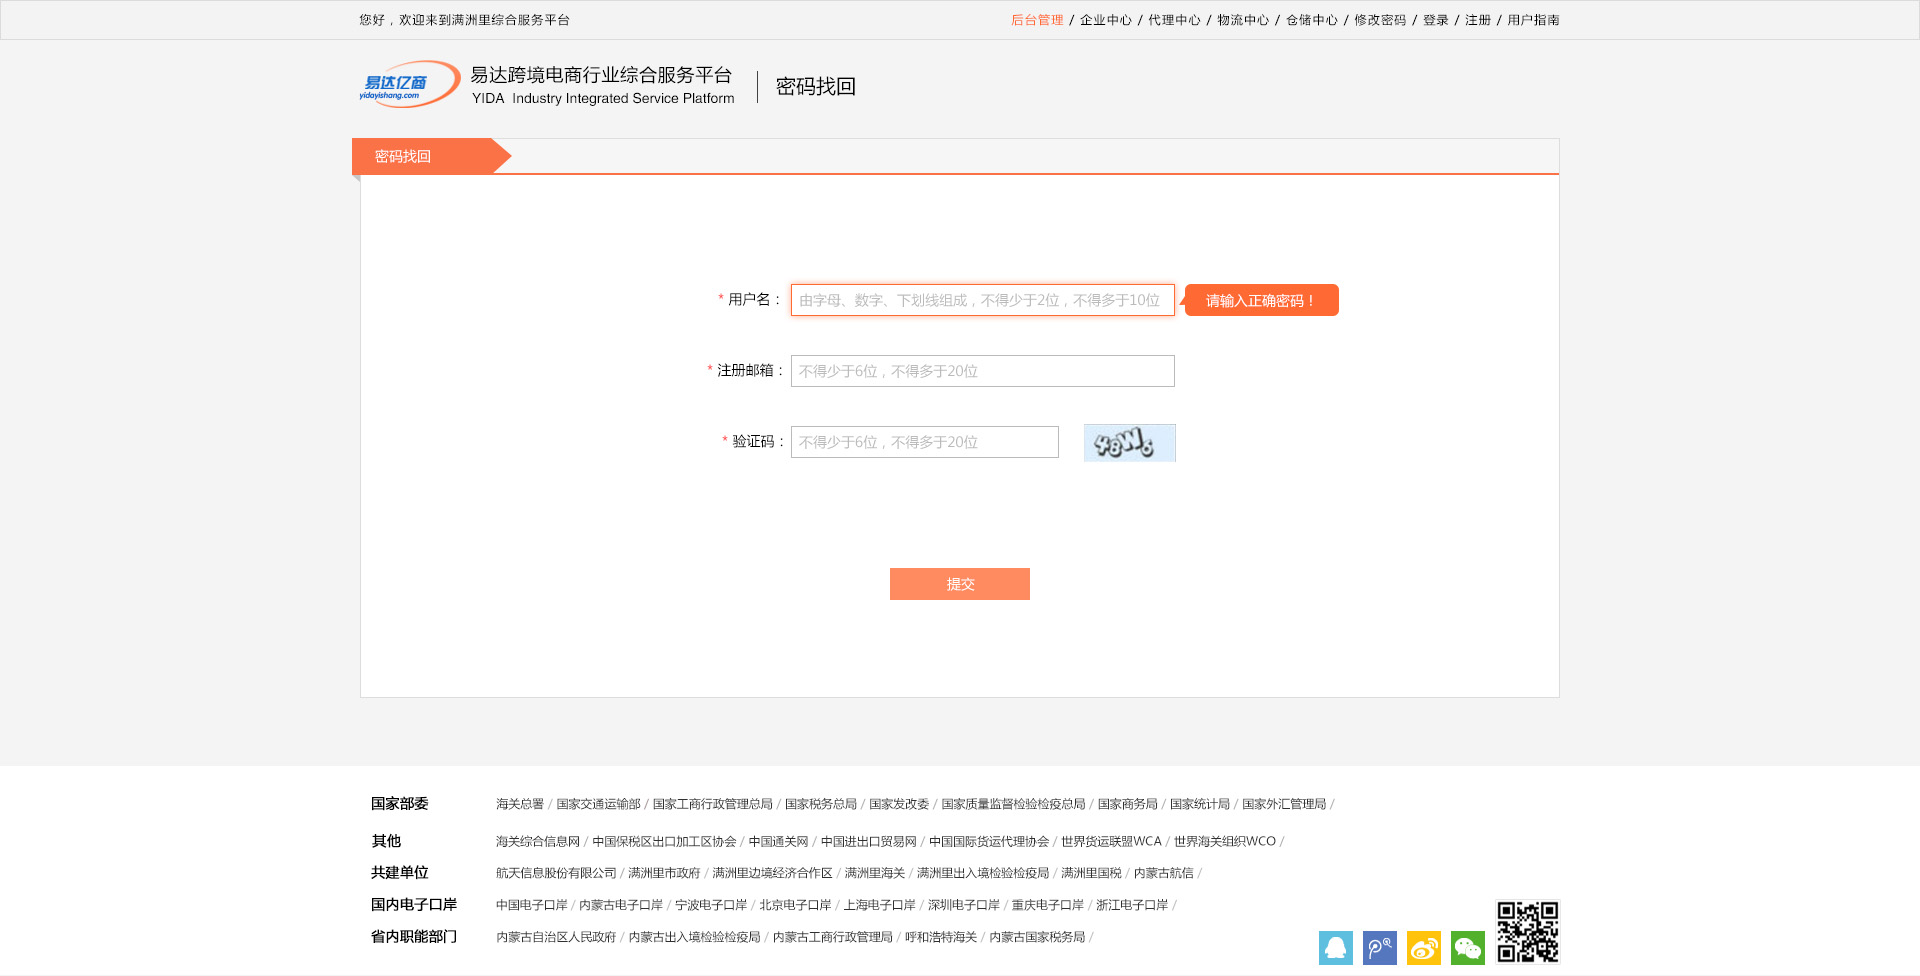 您好，欢迎来到满洲里综合服务平台
后台管理 / 企业中心 / 代理中心 / 物流中心 / 仓储中心 / 修改密码 / 登录 / 注册 / 用户指南
易达亿商
yidayishang.com
易达跨境电商行业综合服务平台
YIDA Industry Integrated Service Platform
密码找回
密码找回
* 用户名： 由字母、数字、下划线组成，不得少于2位，不得多于10位 请输入正确密码！
* 注册邮箱： 不得少于6位，不得多于20位
* 验证码： 不得少于6位，不得多于20位 48W6
提交
国家部委 海关总署 / 国家交通运输部 / 国家工商行政管理总局 / 国家税务总局 / 国家发改委 / 国家质量监督检验检疫总局 / 国家商务局 / 国家统计局 / 国家外汇管理局 /
其他 海关综合信息网 / 中国保税区出口加工区协会 / 中国通关网 / 中国进出口贸易网 / 中国国际货运代理协会 / 世界货运联盟WCA / 世界海关组织WCO /
共建单位 航天信息股份有限公司 / 满洲里市政府 / 满洲里边境经济合作区 / 满洲里海关 / 满洲里出入境检验检疫局 / 满洲里国税 / 内蒙古航信 /
国内电子口岸 中国电子口岸 / 内蒙古电子口岸 / 宁波电子口岸 / 北京电子口岸 / 上海电子口岸 / 深圳电子口岸 / 重庆电子口岸 / 浙江电子口岸 /
省内职能部门 内蒙古自治区人民政府 / 内蒙古出入境检验检疫局 / 内蒙古工商行政管理局 / 呼和浩特海关 / 内蒙古国家税务局 /